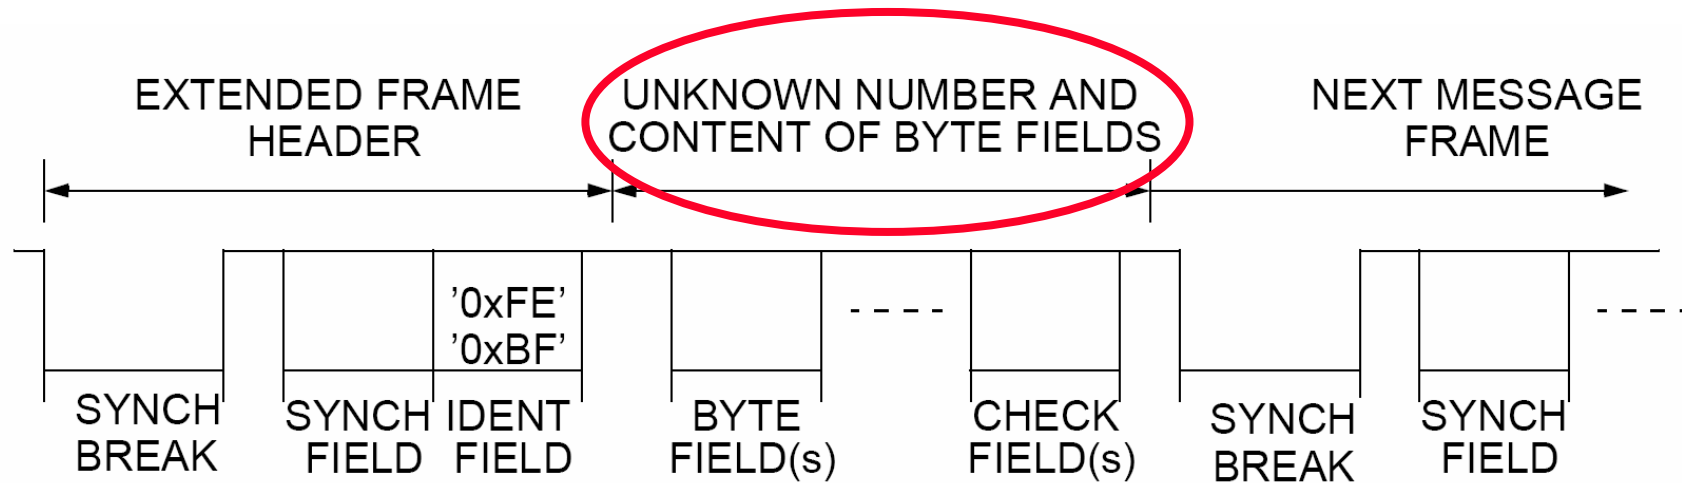 EXTENDED FRAME
HEADER
UNKNOWN NUMBER AND
CONTENT OF BYTE FIELDS
NEXT MESSAGE
FRAME
'0xFE'
'0xBF'
SYNCH
BREAK
SYNCH
FIELD
IDENT
FIELD
BYTE
FIELD(s)
CHECK
FIELD(s)
SYNCH
BREAK
SYNCH
FIELD